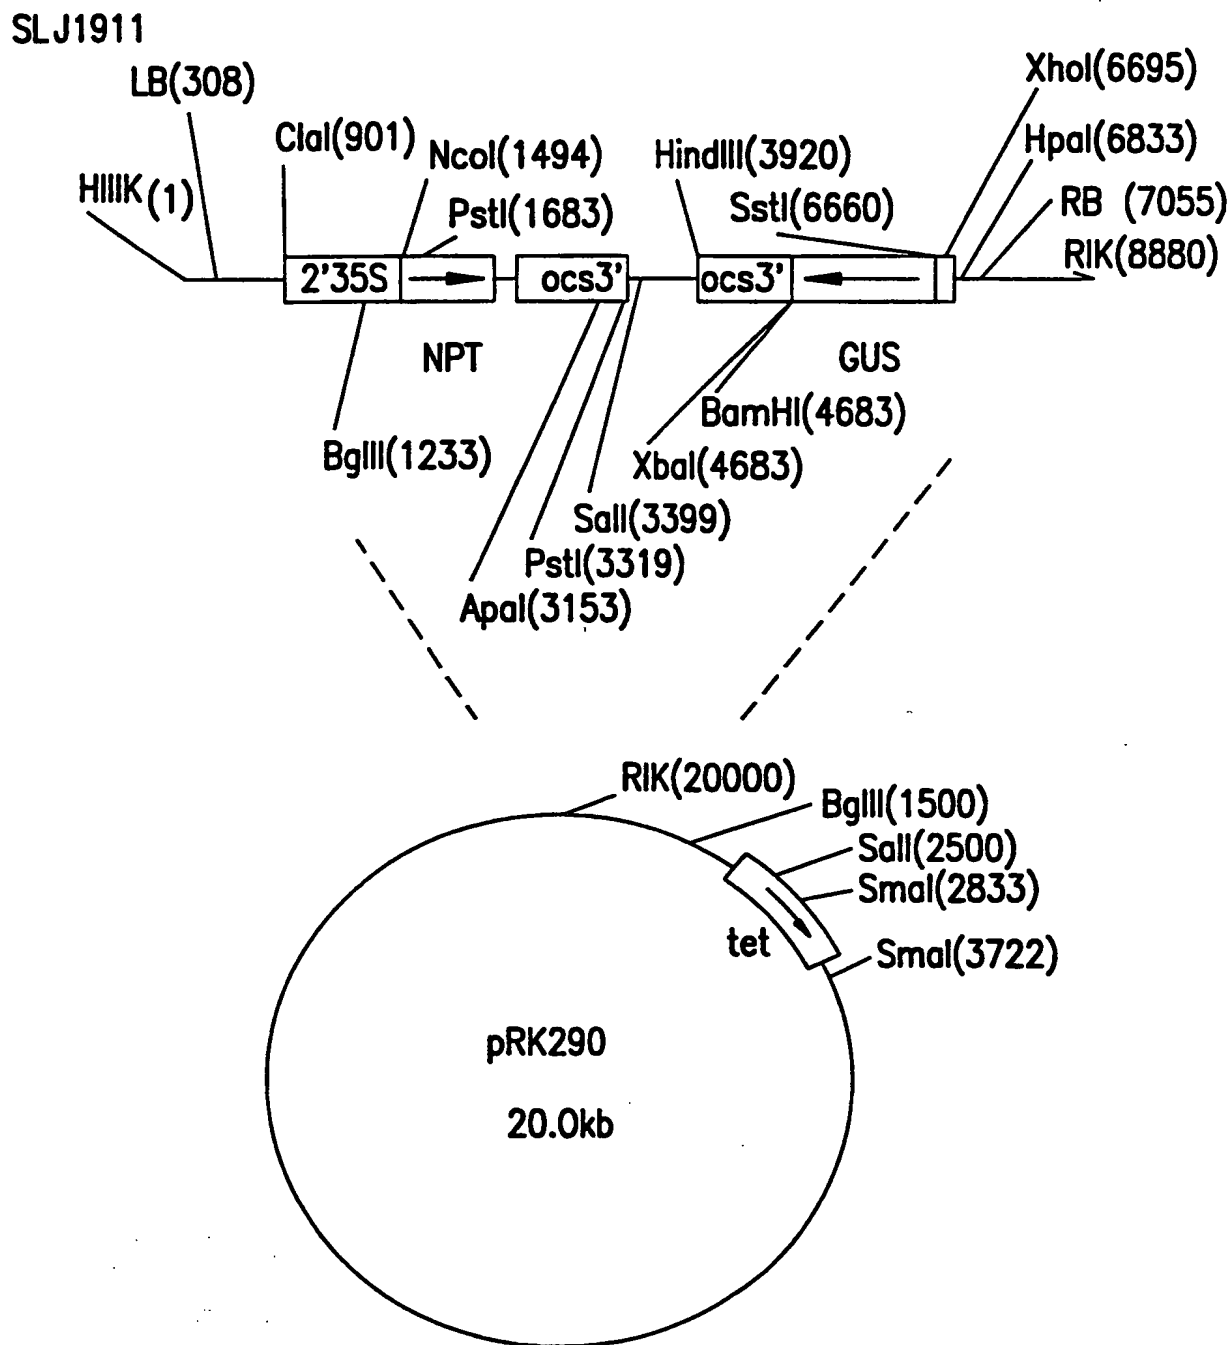 SLJ1911
LB(308)
XhoI(6695)
ClaI(901)
NcoI(1494)
HindIII(3920)
HpaI(6833)
HIIIK(1)
PstI(1683)
SstI(6660)
RB (7055)
RIK(8880)
2'35S
ocs3'
ocs3'
NPT
GUS
BamHI(4683)
BglII(1233)
XbaI(4683)
SalI(3399)
PstI(3319)
ApaI(3153)
RIK(20000)
BglII(1500)
SalI(2500)
SmaI(2833)
tet
SmaI(3722)
pRK290
20.0kb